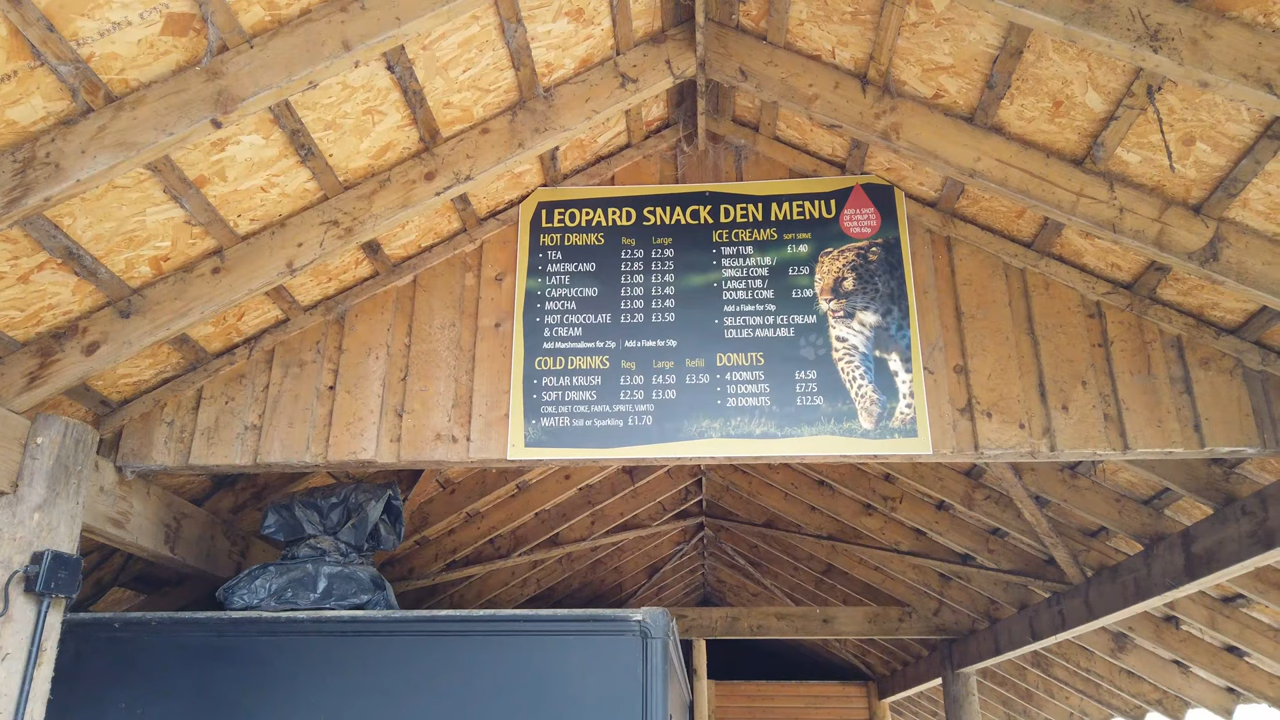 LEOPARD SNACK DEN MENU
ADD A SHOT
OF SYRUP TO
YOUR COFFEE
FOR 60p
HOT DRINKS Reg Large
• TEA £2.50 £2.90
• AMERICANO £2.85 £3.25
• LATTE £3.00 £3.40
• CAPPUCCINO £3.00 £3.40
• MOCHA £3.00 £3.40
• HOT CHOCOLATE £3.20 £3.50
& CREAM
Add Marshmallows for 25p | Add a Flake for 50p
COLD DRINKS Reg Large Refill
• POLAR KRUSH £3.00 £4.50 £3.50
• SOFT DRINKS £2.50 £3.00
COKE, DIET COKE, FANTA, SPRITE, VIMTO
• WATER Still or Sparkling £1.70
ICE CREAMS SOFT SERVE
• TINY TUB £1.40
• REGULAR TUB /
SINGLE CONE £2.50
• LARGE TUB /
DOUBLE CONE £3.00
Add a Flake for 50p
• SELECTION OF ICE CREAM
LOLLIES AVAILABLE
DONUTS
• 4 DONUTS £4.50
• 10 DONUTS £7.75
• 20 DONUTS £12.50